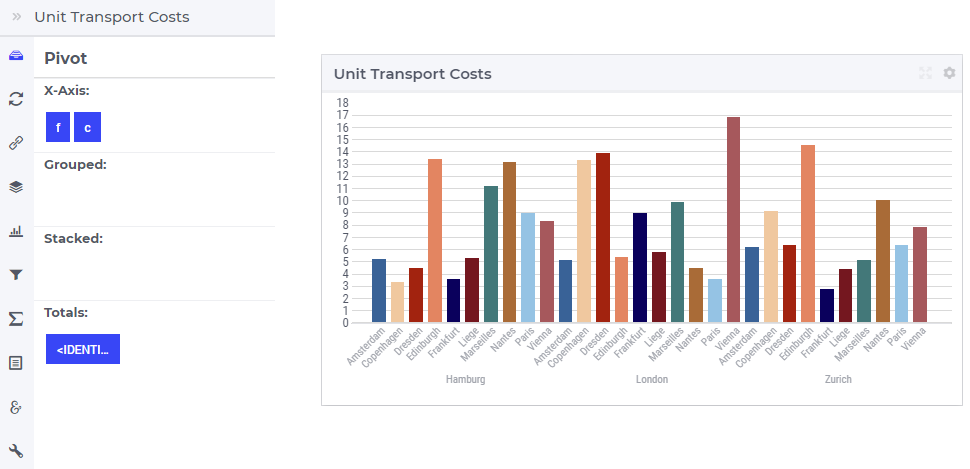 » Unit Transport Costs
Pivot
X-Axis:
f c
Grouped:
Stacked:
Totals:
<IDENTI...
Unit Transport Costs
18
17
16
15
14
13
12
11
10
9
8
7
6
5
4
3
2
1
0
Amsterdam Copenhagen Dresden Edinburgh Frankfurt Liege Marseilles Nantes Paris Vienna Amsterdam Copenhagen Dresden Edinburgh Frankfurt Liege Marseilles Nantes Paris Vienna Amsterdam Copenhagen Dresden Edinburgh Frankfurt Liege Marseilles Nantes Paris Vienna
Hamburg London Zurich